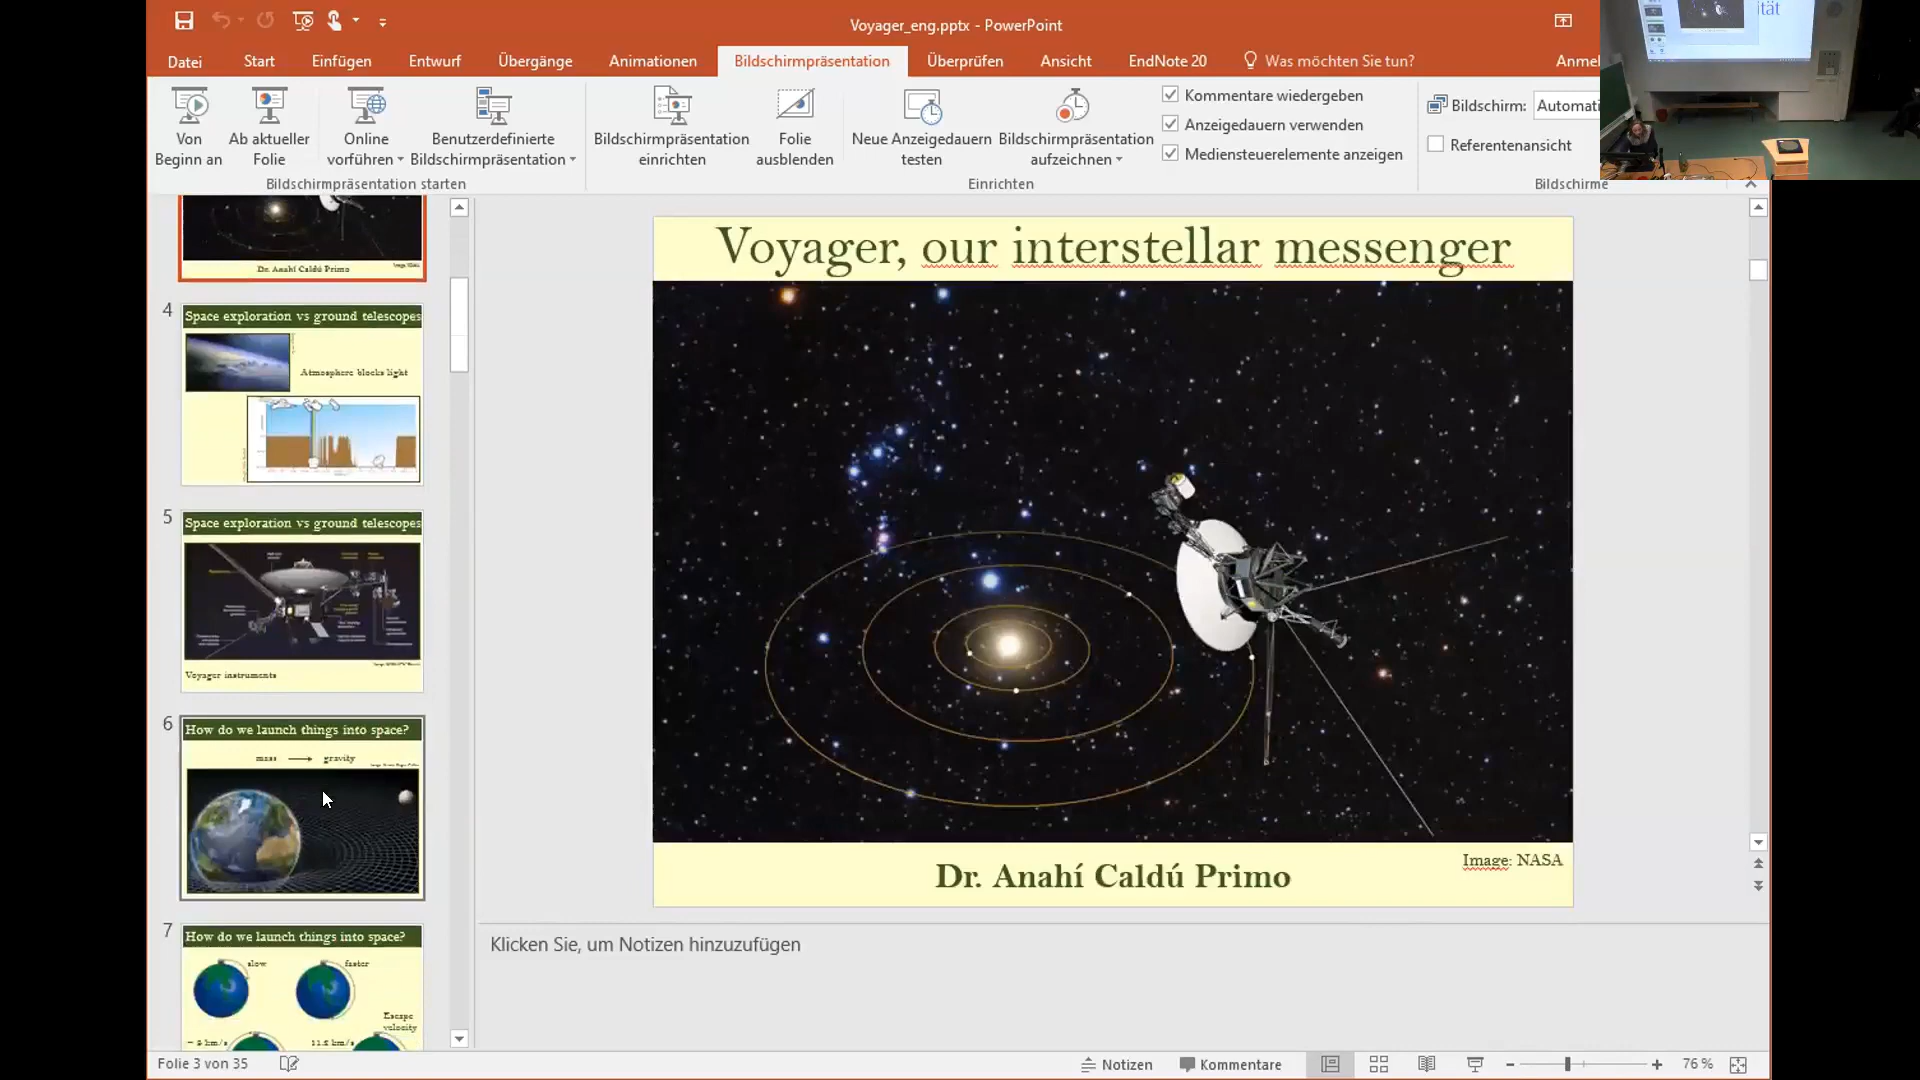 Voyager_eng.pptx - PowerPoint
ität
Datei Start Einfügen Entwurf Übergänge Animationen Bildschirmpräsentation Überprüfen Ansicht EndNote 20 Was möchten Sie tun?
Von Beginn an
Ab aktueller Folie
Online vorführen
Benutzerdefinierte Bildschirmpräsentation
Bildschirmpräsentation einrichten
Folie ausblenden
Neue Anzeigedauern testen
Bildschirmpräsentation aufzeichnen
Kommentare wiedergeben
Anzeigedauern verwenden
Mediensteuerelemente anzeigen
Bildschirm:
Referentenansicht
Bildschirmpräsentation starten
Einrichten
Bildschirme
Dr. Anahí Caldú Primo
4
Space exploration vs ground telescopes
Atmosphere blocks light
5
Space exploration vs ground telescopes
Voyager instruments
6
How do we launch things into space?
mass gravity
7
How do we launch things into space?
slow faster
Escape
velocity
Voyager, our interstellar messenger
Dr. Anahí Caldú Primo
Image: NASA
Klicken Sie, um Notizen hinzuzufügen
Folie 3 von 35
Notizen Kommentare 76 %